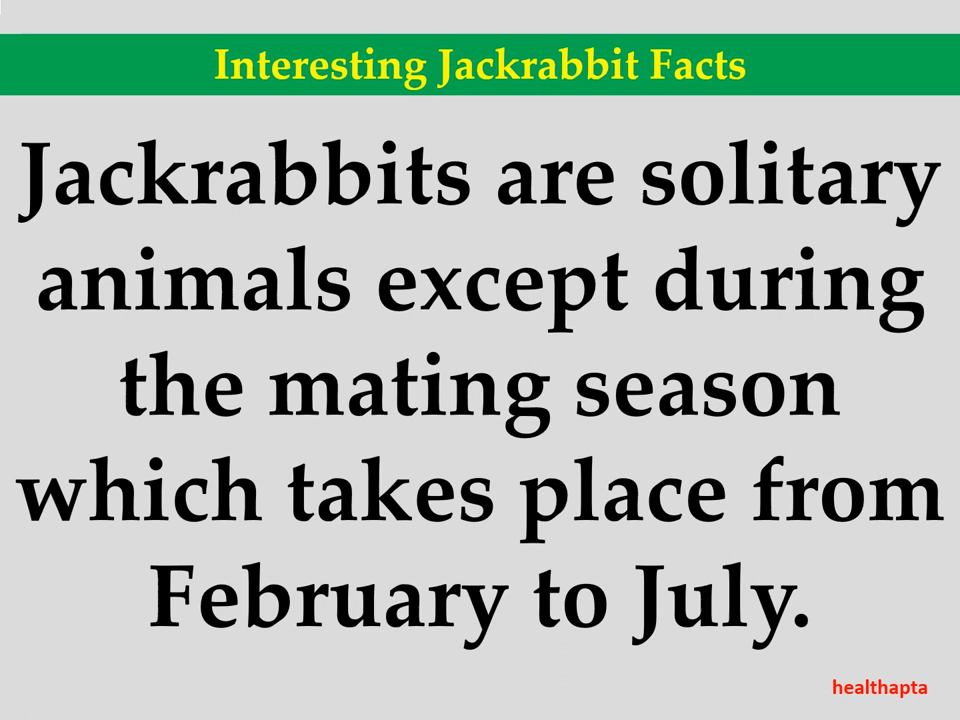 Interesting Jackrabbit Facts
Jackrabbits are solitary
animals except during
the mating season
which takes place from
February to July.
healthapta